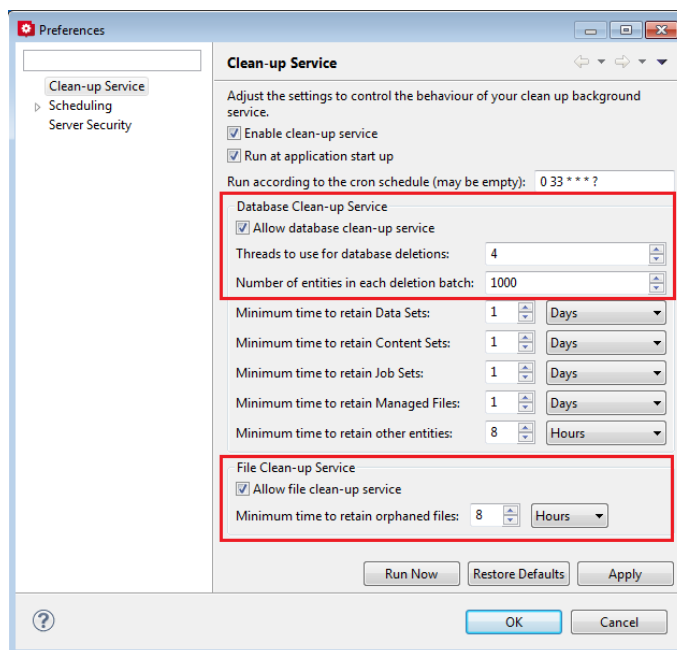 Preferences
Clean-up Service
Scheduling
Server Security
Clean-up Service
Adjust the settings to control the behaviour of your clean up background
service.
Enable clean-up service
Run at application start up
Run according to the cron schedule (may be empty): 0 33 * * * ?
Database Clean-up Service
Allow database clean-up service
Threads to use for database deletions: 4
Number of entities in each deletion batch: 1000
Minimum time to retain Data Sets: 1 Days
Minimum time to retain Content Sets: 1 Days
Minimum time to retain Job Sets: 1 Days
Minimum time to retain Managed Files: 1 Days
Minimum time to retain other entities: 8 Hours
File Clean-up Service
Allow file clean-up service
Minimum time to retain orphaned files: 8 Hours
Run Now Restore Defaults Apply
? OK Cancel